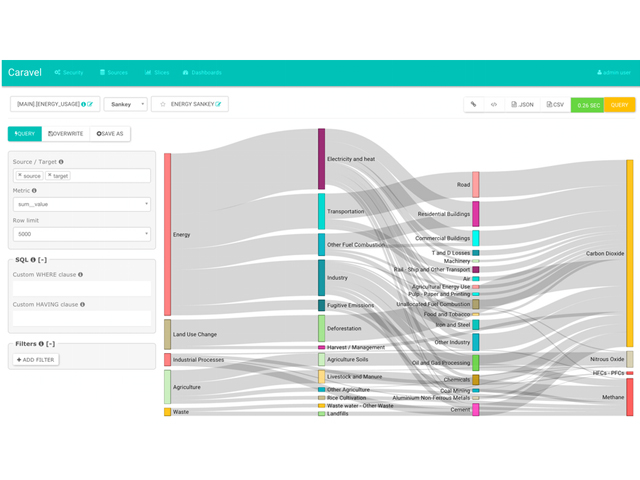 Caravel Security Sources Slices Dashboards admin user
[MAIN].[ENERGY_USAGE] Sankey ENERGY SANKEY .JSON .CSV 0.26 SEC QUERY
QUERY OVERWRITE SAVE AS
Source / Target
× source × target
Metric
sum__value
Row limit
5000
SQL [-]
Custom WHERE clause
Custom HAVING clause
Filters [-]
+ ADD FILTER
Energy
Land Use Change
Industrial Processes
Agriculture
Waste
Electricity and heat
Transportation
Other Fuel Combustion
Industry
Fugitive Emissions
Deforestation
Harvest / Management
Agriculture Soils
Livestock and Manure
Other Agriculture
Rice Cultivation
Waste water - Other Waste
Landfills
Road
Residential Buildings
Commercial Buildings
T and D Losses
Machinery
Rail - Ship and Other Transport
Air
Agricultural Energy Use
Pulp - Paper and Printing
Unallocated Fuel Combustion
Food and Tobacco
Iron and Steel
Other Industry
Oil and Gas Processing
Chemicals
Coal Mining
Aluminium Non-Ferrous Metals
Cement
Carbon Dioxide
Nitrous Oxide
HFCs - PFCs
Methane